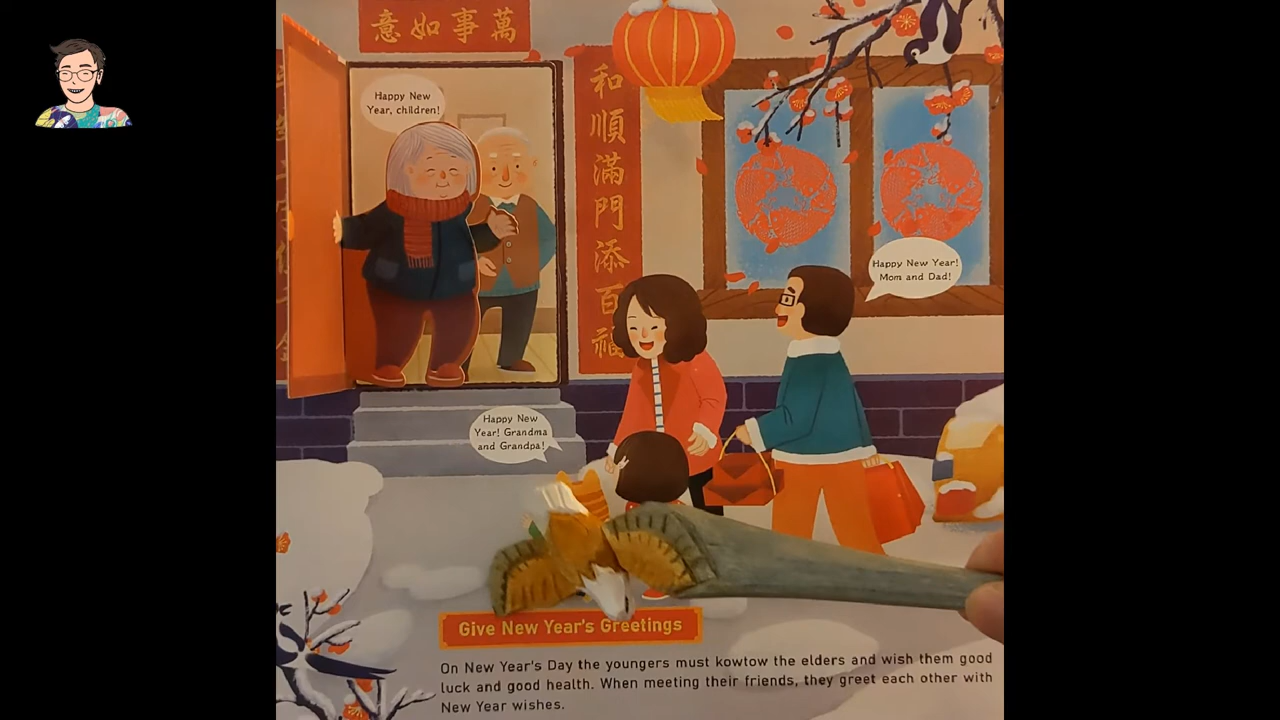 萬事如意
Happy New
Year, children!
和順滿門添百福
Happy New Year!
Mom and Dad!
Happy New
Year! Grandma
and Grandpa!
Give New Year's Greetings
On New Year's Day the youngers must kowtow the elders and wish them good
luck and good health. When meeting their friends, they greet each other with
New Year wishes.